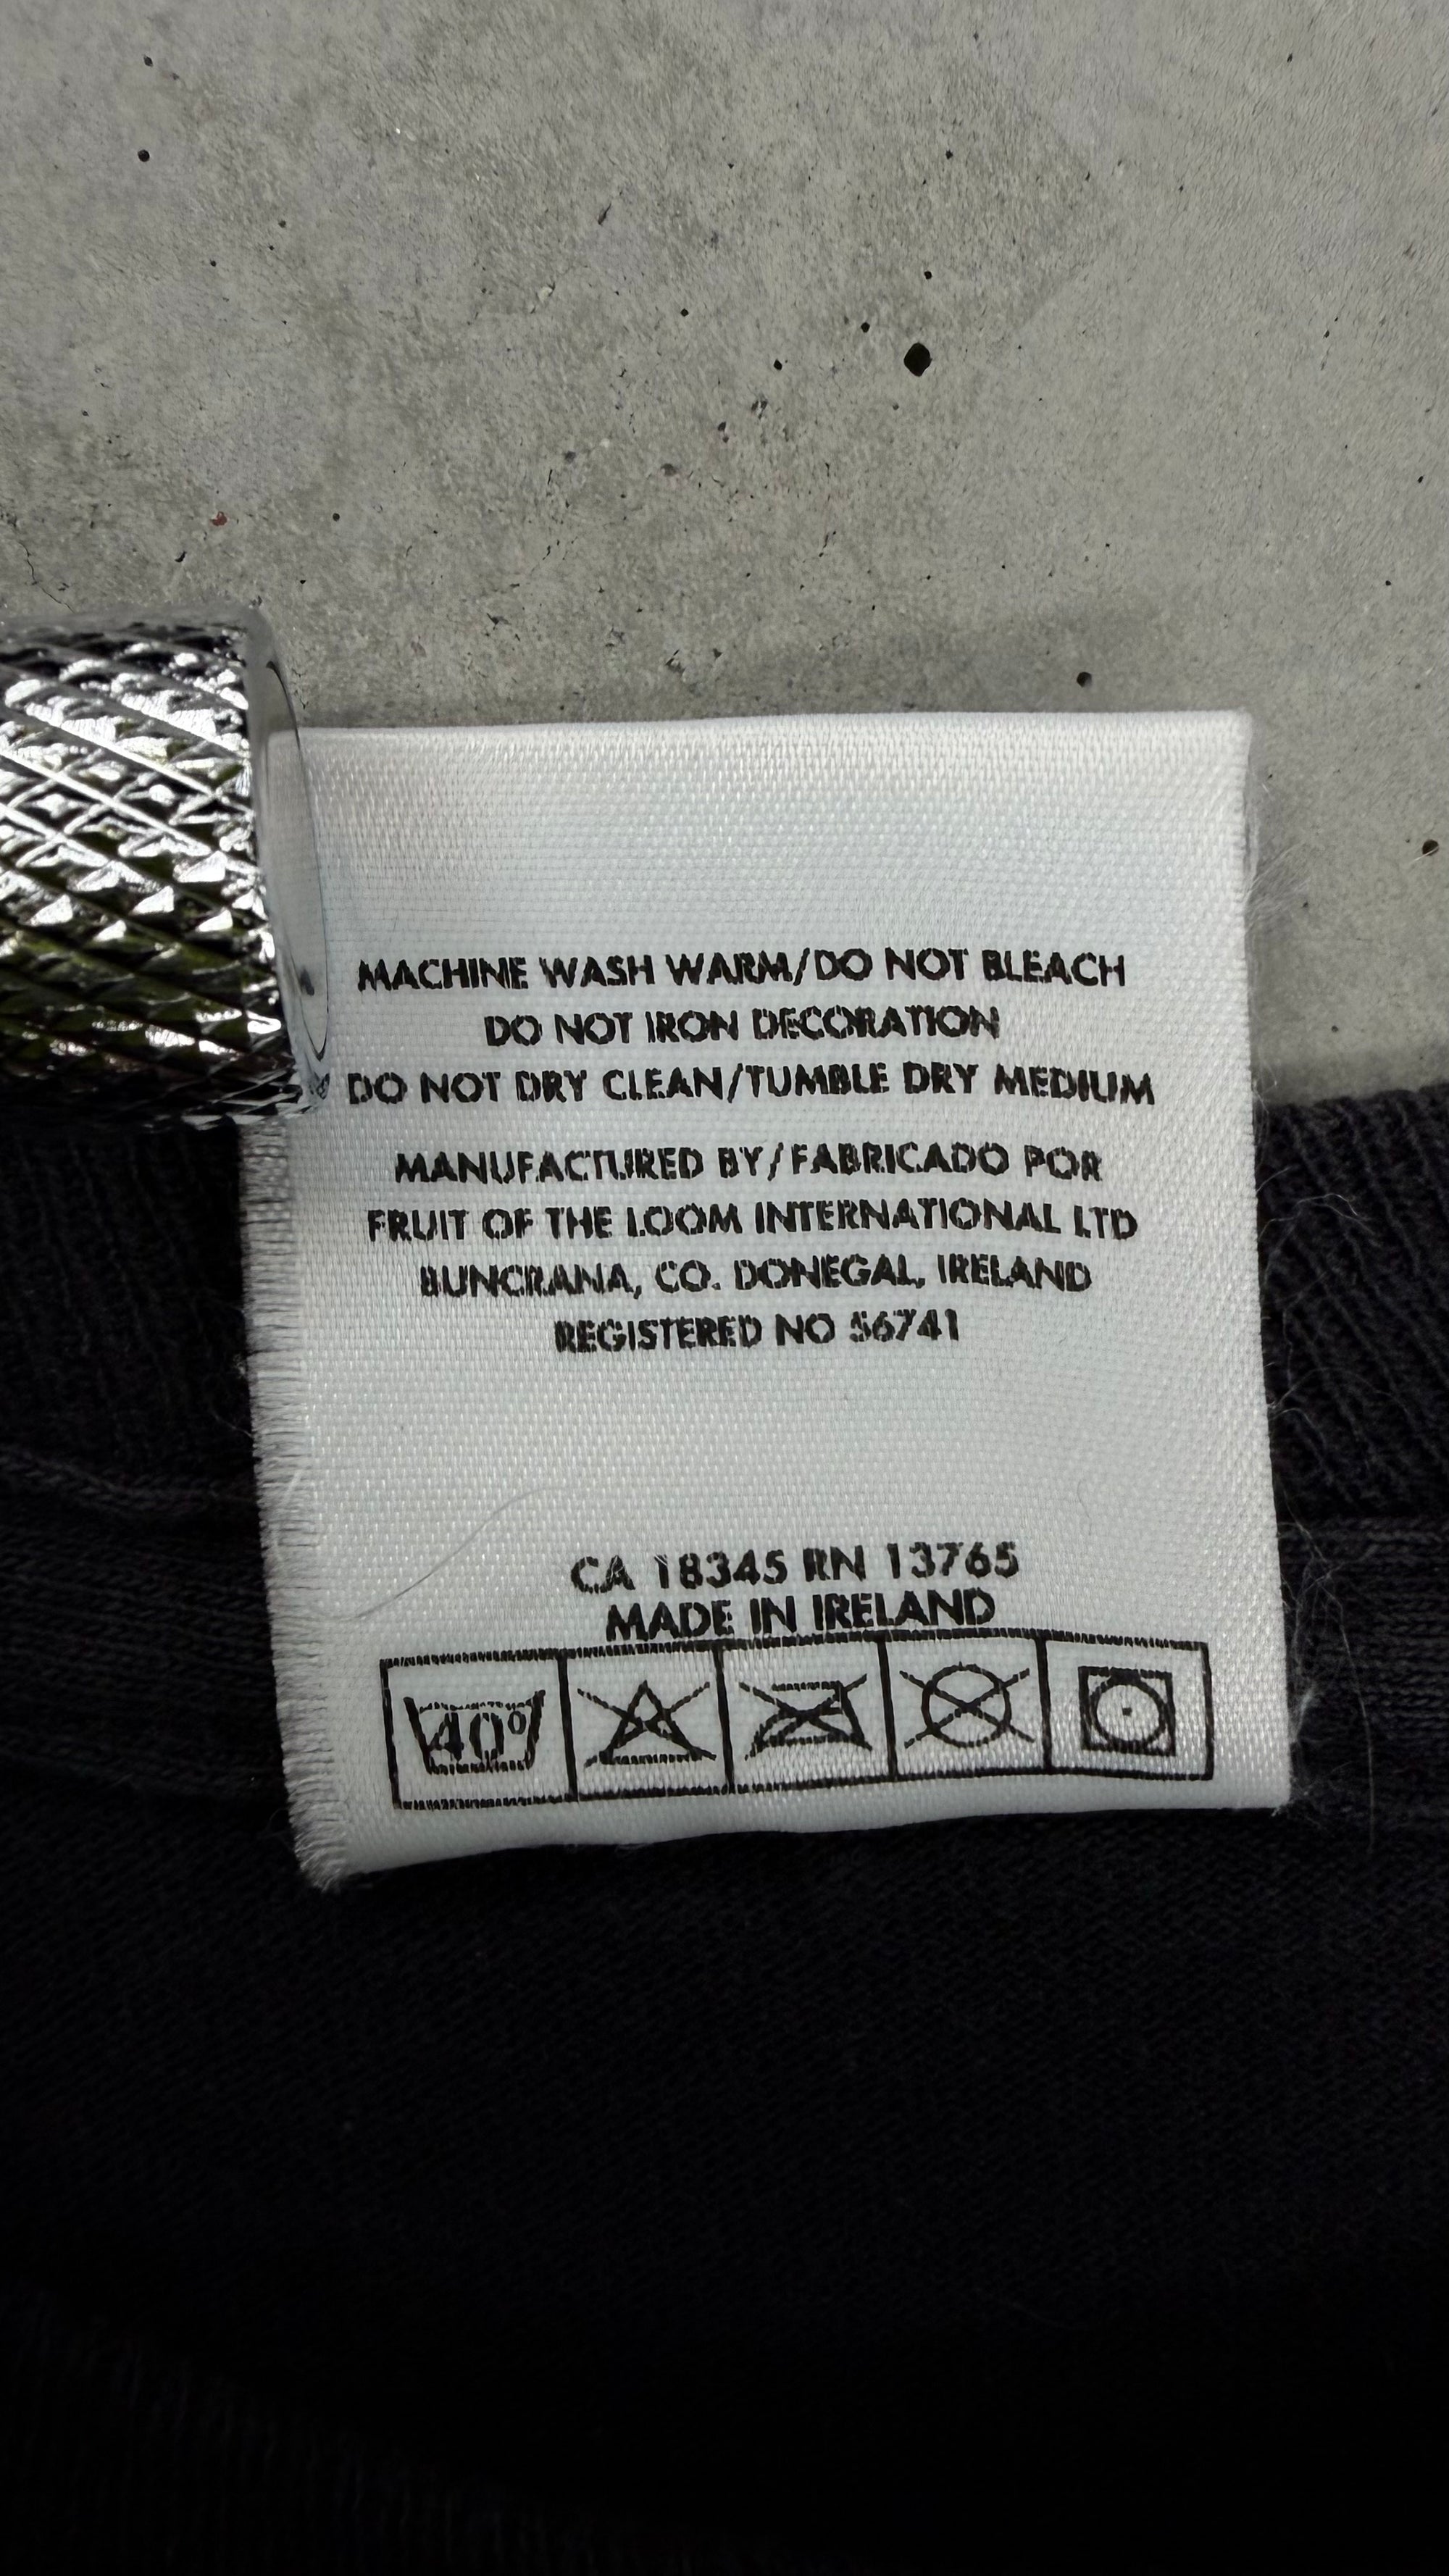 MACHINE WASH WARM/DO NOT BLEACH
DO NOT IRON DECORATION
DO NOT DRY CLEAN/TUMBLE DRY MEDIUM
MANUFACTURED BY/FABRICADO POR
FRUIT OF THE LOOM INTERNATIONAL LTD
BUNCRANA, CO. DONEGAL, IRELAND
REGISTERED NO 56741
CA 18345 RN 13765
MADE IN IRELAND
40°